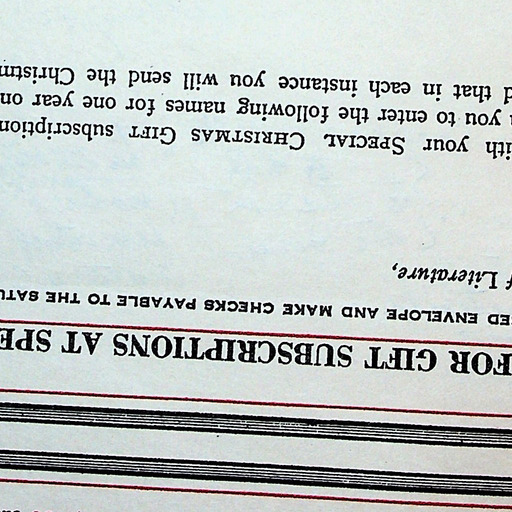 FOR GIFT SUBSCRIPTIONS AT SPE
ED ENVELOPE AND MAKE CHECKS PAYABLE TO THE SATU
f Literature,
ith your SPECIAL CHRISTMAS GIFT subscription
you to enter the following names for one year on
d that in each instance you will send the Christm